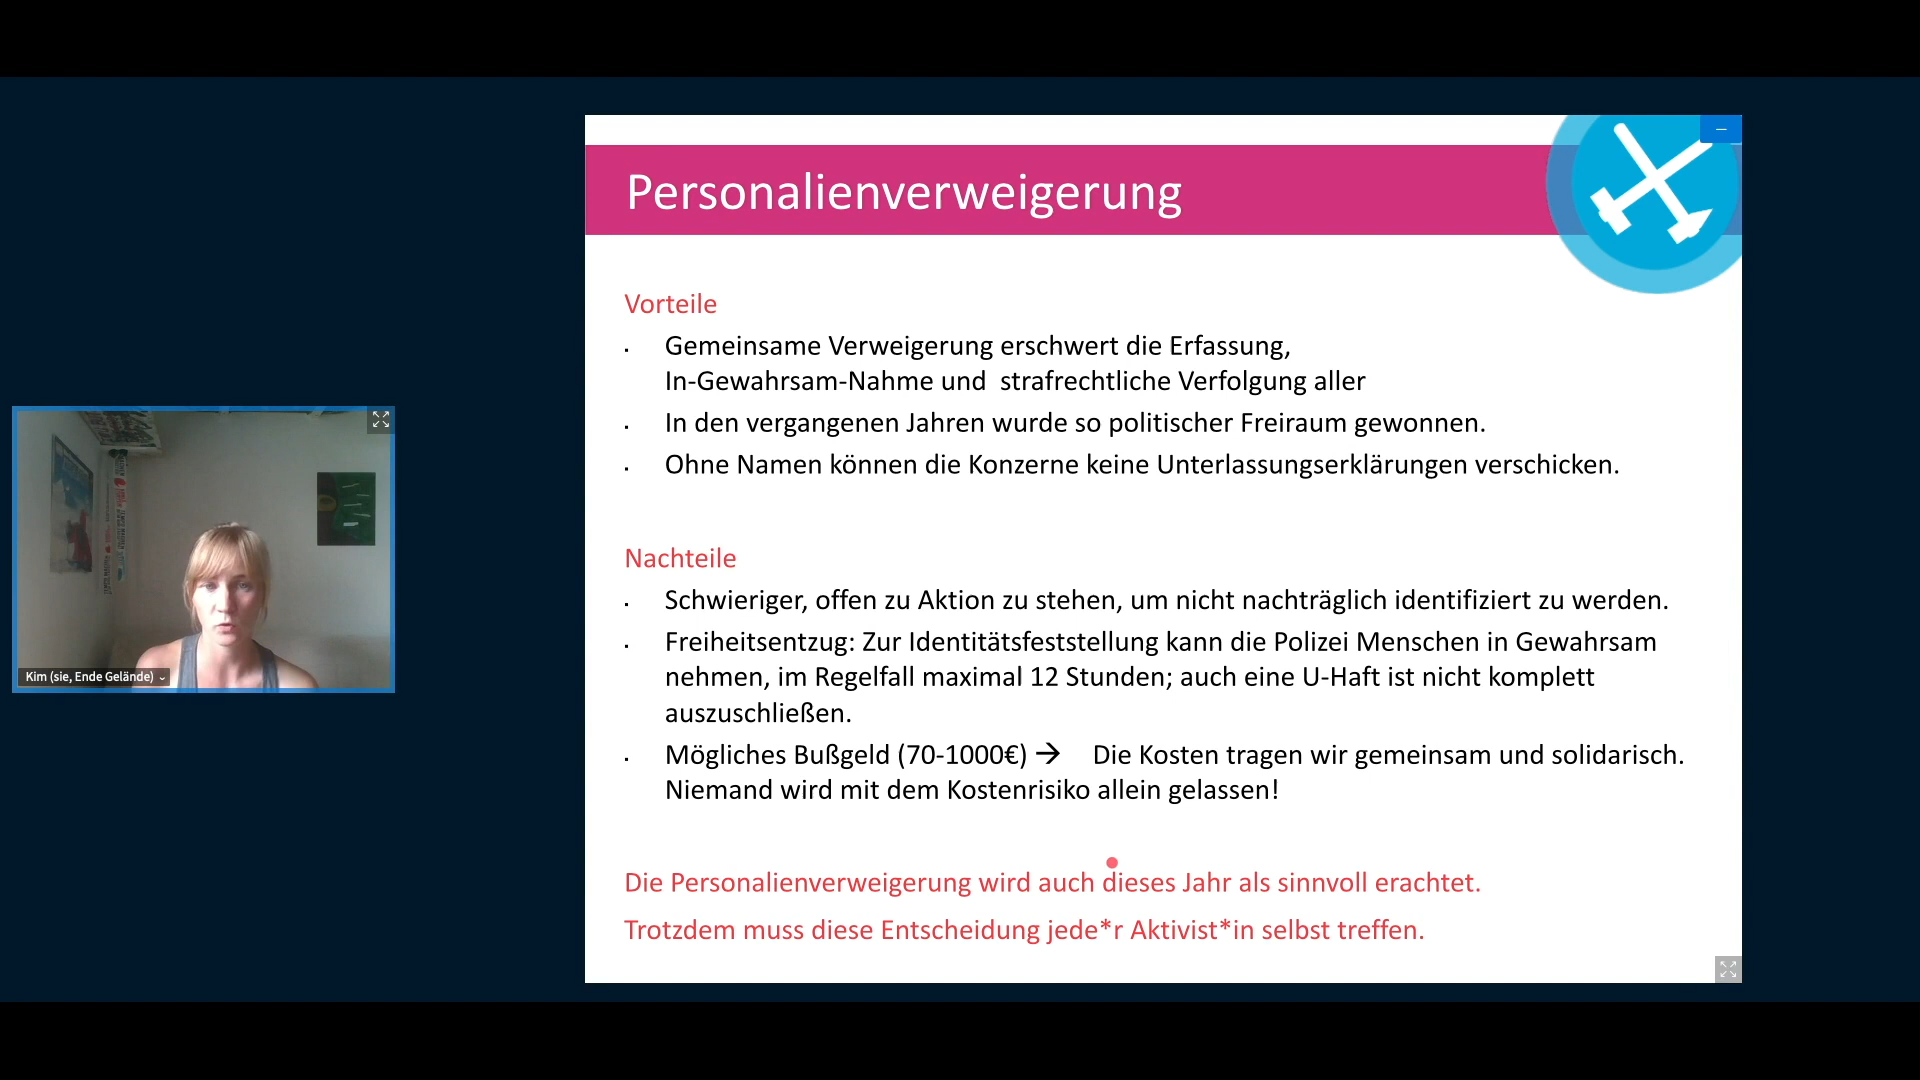 Personalienverweigerung
Vorteile
Gemeinsame Verweigerung erschwert die Erfassung,
In-Gewahrsam-Nahme und  strafrechtliche Verfolgung aller
In den vergangenen Jahren wurde so politischer Freiraum gewonnen.
Ohne Namen können die Konzerne keine Unterlassungserklärungen verschicken.
Nachteile
Schwieriger, offen zu Aktion zu stehen, um nicht nachträglich identifiziert zu werden.
Freiheitsentzug: Zur Identitätsfeststellung kann die Polizei Menschen in Gewahrsam
nehmen, im Regelfall maximal 12 Stunden; auch eine U-Haft ist nicht komplett
auszuschließen.
Mögliches Bußgeld (70-1000€) → Die Kosten tragen wir gemeinsam und solidarisch.
Niemand wird mit dem Kostenrisiko allein gelassen!
Die Personalienverweigerung wird auch dieses Jahr als sinnvoll erachtet.
Trotzdem muss diese Entscheidung jede*r Aktivist*in selbst treffen.
Kim (sie, Ende Gelände)